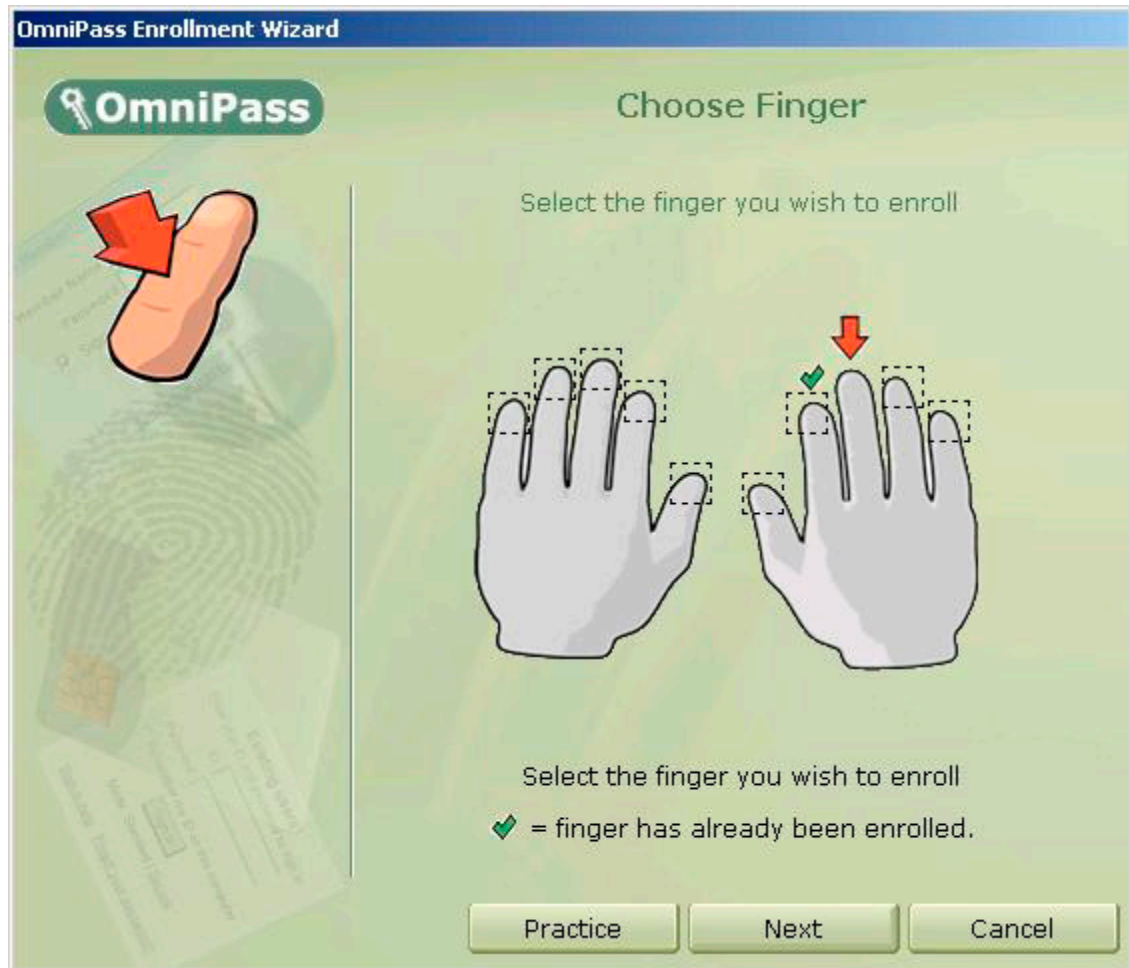 OmniPass Enrollment Wizard
OmniPass
Choose Finger
Select the finger you wish to enroll
Select the finger you wish to enroll
= finger has already been enrolled.
Practice
Next
Cancel